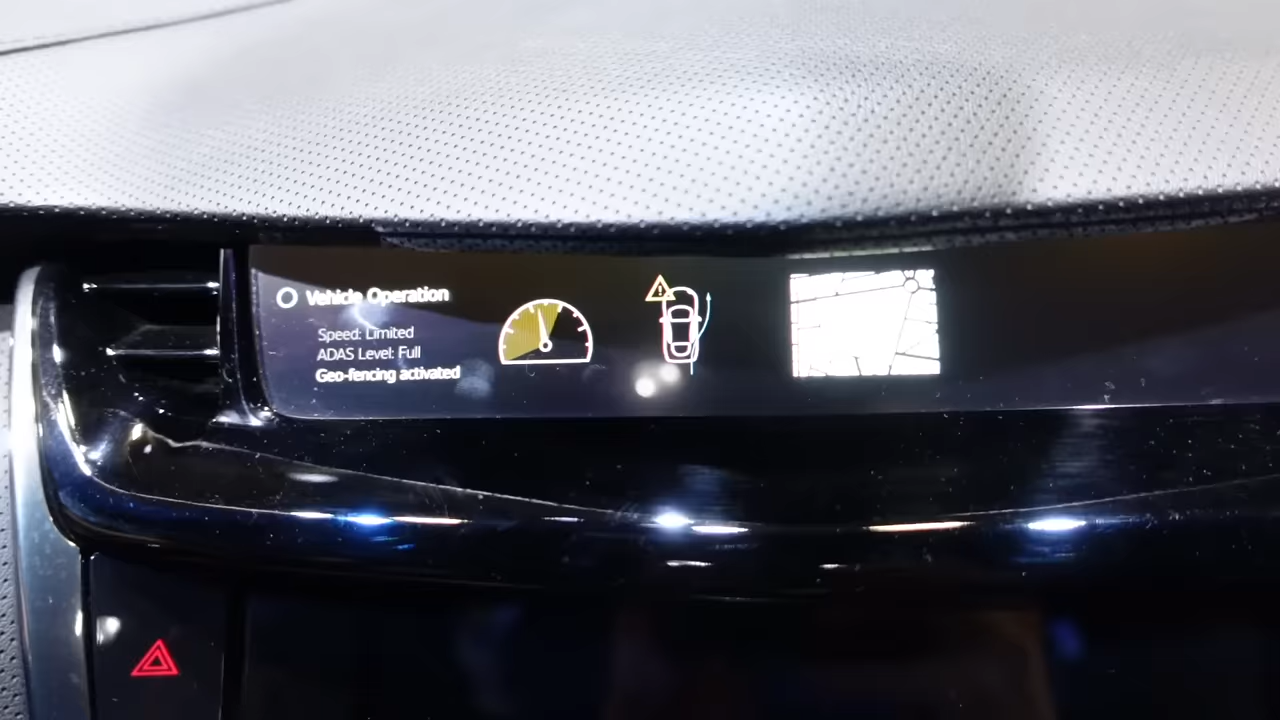 Vehicle Operation
Speed: Limited
ADAS Level: Full
Geo-fencing activated